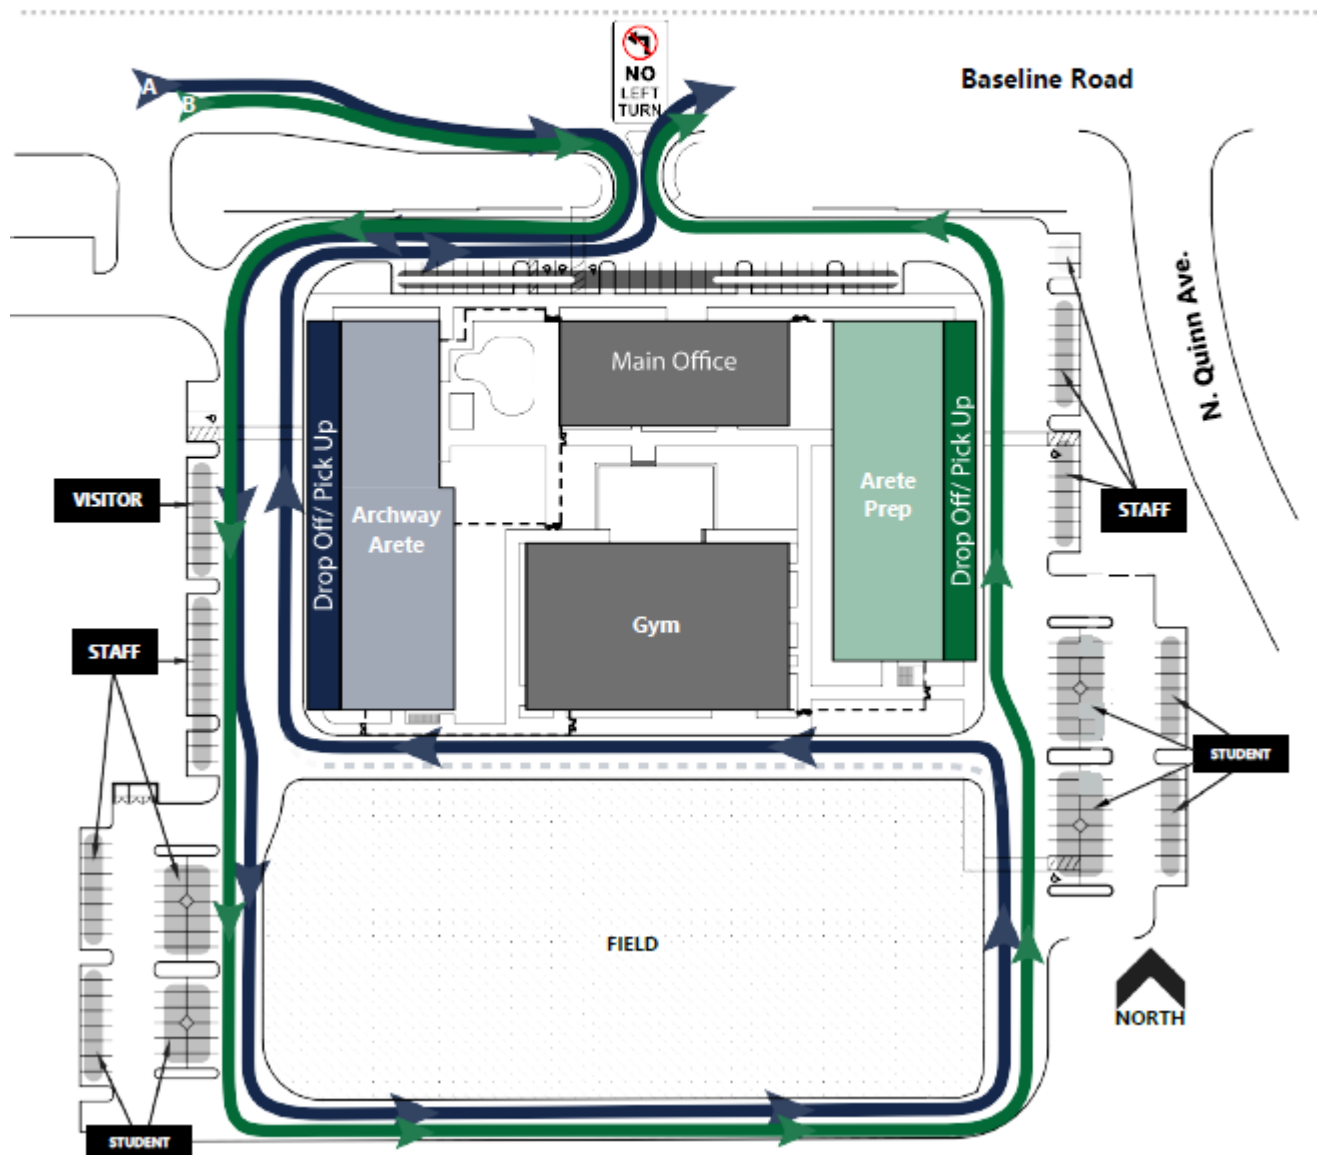 NO
LEFT
TURN
Baseline Road
A
B
N. Quinn Ave.
Main Office
Drop Off/ Pick Up
Archway
Arete
Arete
Prep
Drop Off/ Pick Up
VISITOR
STAFF
Gym
STAFF
STUDENT
FIELD
NORTH
STUDENT